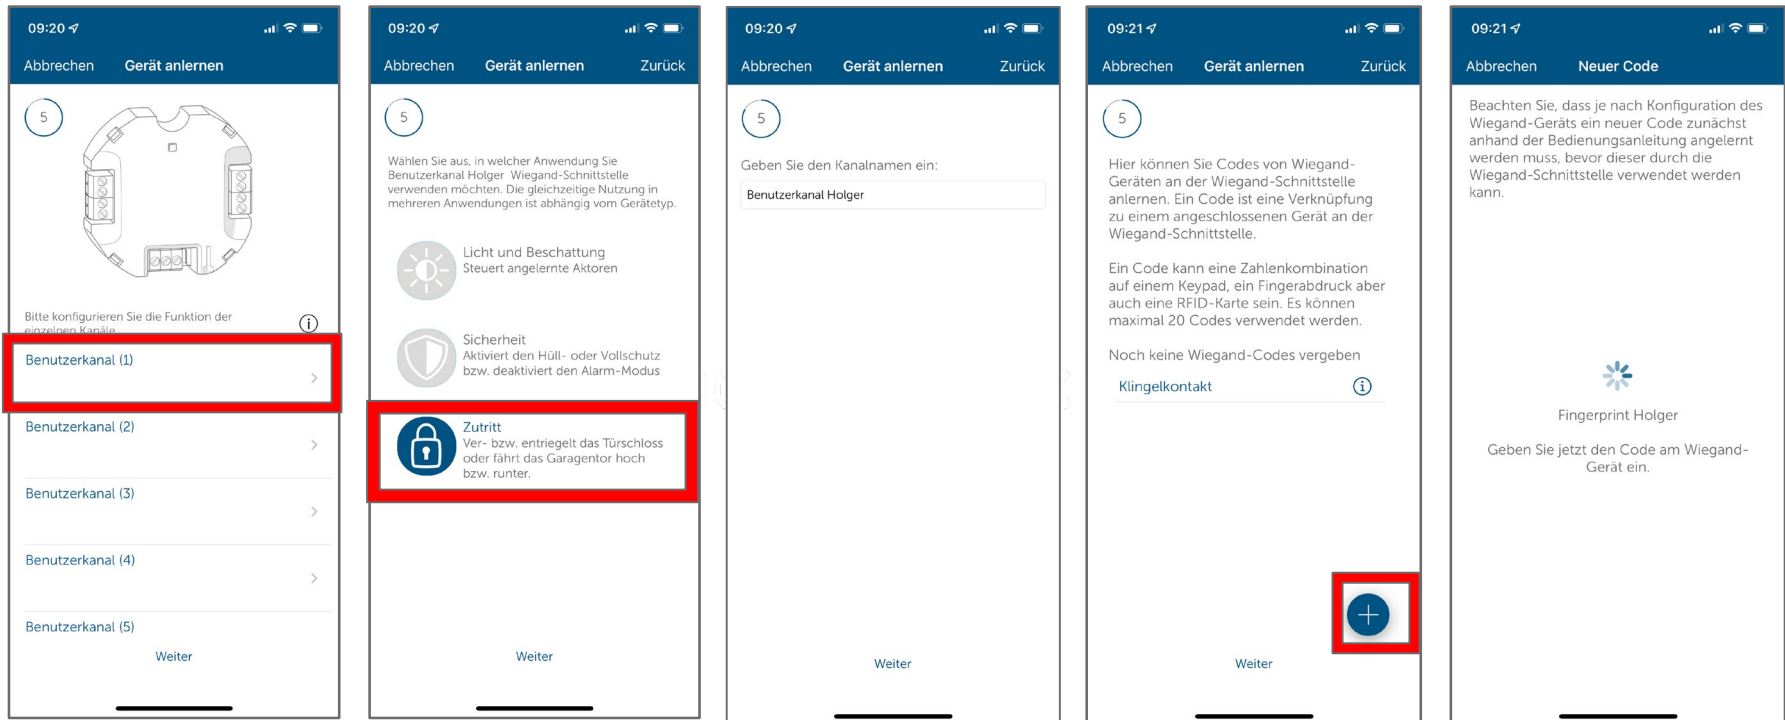 09:20
Abbrechen Gerät anlernen
5
Bitte konfigurieren Sie die Funktion der
einzelnen Kanäle
Benutzerkanal (1)
Benutzerkanal (2)
Benutzerkanal (3)
Benutzerkanal (4)
Benutzerkanal (5)
Weiter
09:20
Abbrechen Gerät anlernen Zurück
5
Wählen Sie aus, in welcher Anwendung Sie
Benutzerkanal Holger Wiegand-Schnittstelle
verwenden möchten. Die gleichzeitige Nutzung in
mehreren Anwendungen ist abhängig vom Gerätetyp.
Licht und Beschattung
Steuert angelernte Aktoren
Sicherheit
Aktiviert den Hüll- oder Vollschutz
bzw. deaktiviert den Alarm-Modus
Zutritt
Ver- bzw. entriegelt das Türschloss
oder fährt das Garagentor hoch
bzw. runter.
Weiter
09:20
Abbrechen Gerät anlernen Zurück
5
Geben Sie den Kanalnamen ein:
Benutzerkanal Holger
Weiter
09:21
Abbrechen Gerät anlernen Zurück
5
Hier können Sie Codes von Wiegand-
Geräten an der Wiegand-Schnittstelle
anlernen. Ein Code ist eine Verknüpfung
zu einem angeschlossenen Gerät an der
Wiegand-Schnittstelle.
Ein Code kann eine Zahlenkombination
auf einem Keypad, ein Fingerabdruck aber
auch eine RFID-Karte sein. Es können
maximal 20 Codes verwendet werden.
Noch keine Wiegand-Codes vergeben
Klingelkontakt
Weiter
09:21
Abbrechen Neuer Code
Beachten Sie, dass je nach Konfiguration des
Wiegand-Geräts ein neuer Code zunächst
anhand der Bedienungsanleitung angelernt
werden muss, bevor dieser durch die
Wiegand-Schnittstelle verwendet werden
kann.
Fingerprint Holger
Geben Sie jetzt den Code am Wiegand-
Gerät ein.